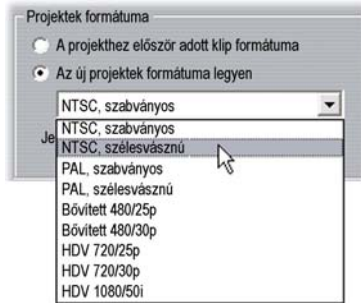 Projektek formátuma
A projekthez először adott klip formátuma
Az új projektek formátuma legyen
NTSC, szabványos
Je
NTSC, szabványos
NTSC, szélesvásznú
PAL, szabványos
PAL, szélesvásznú
Bővített 480/25p
Bővített 480/30p
HDV 720/25p
HDV 720/30p
HDV 1080/50i